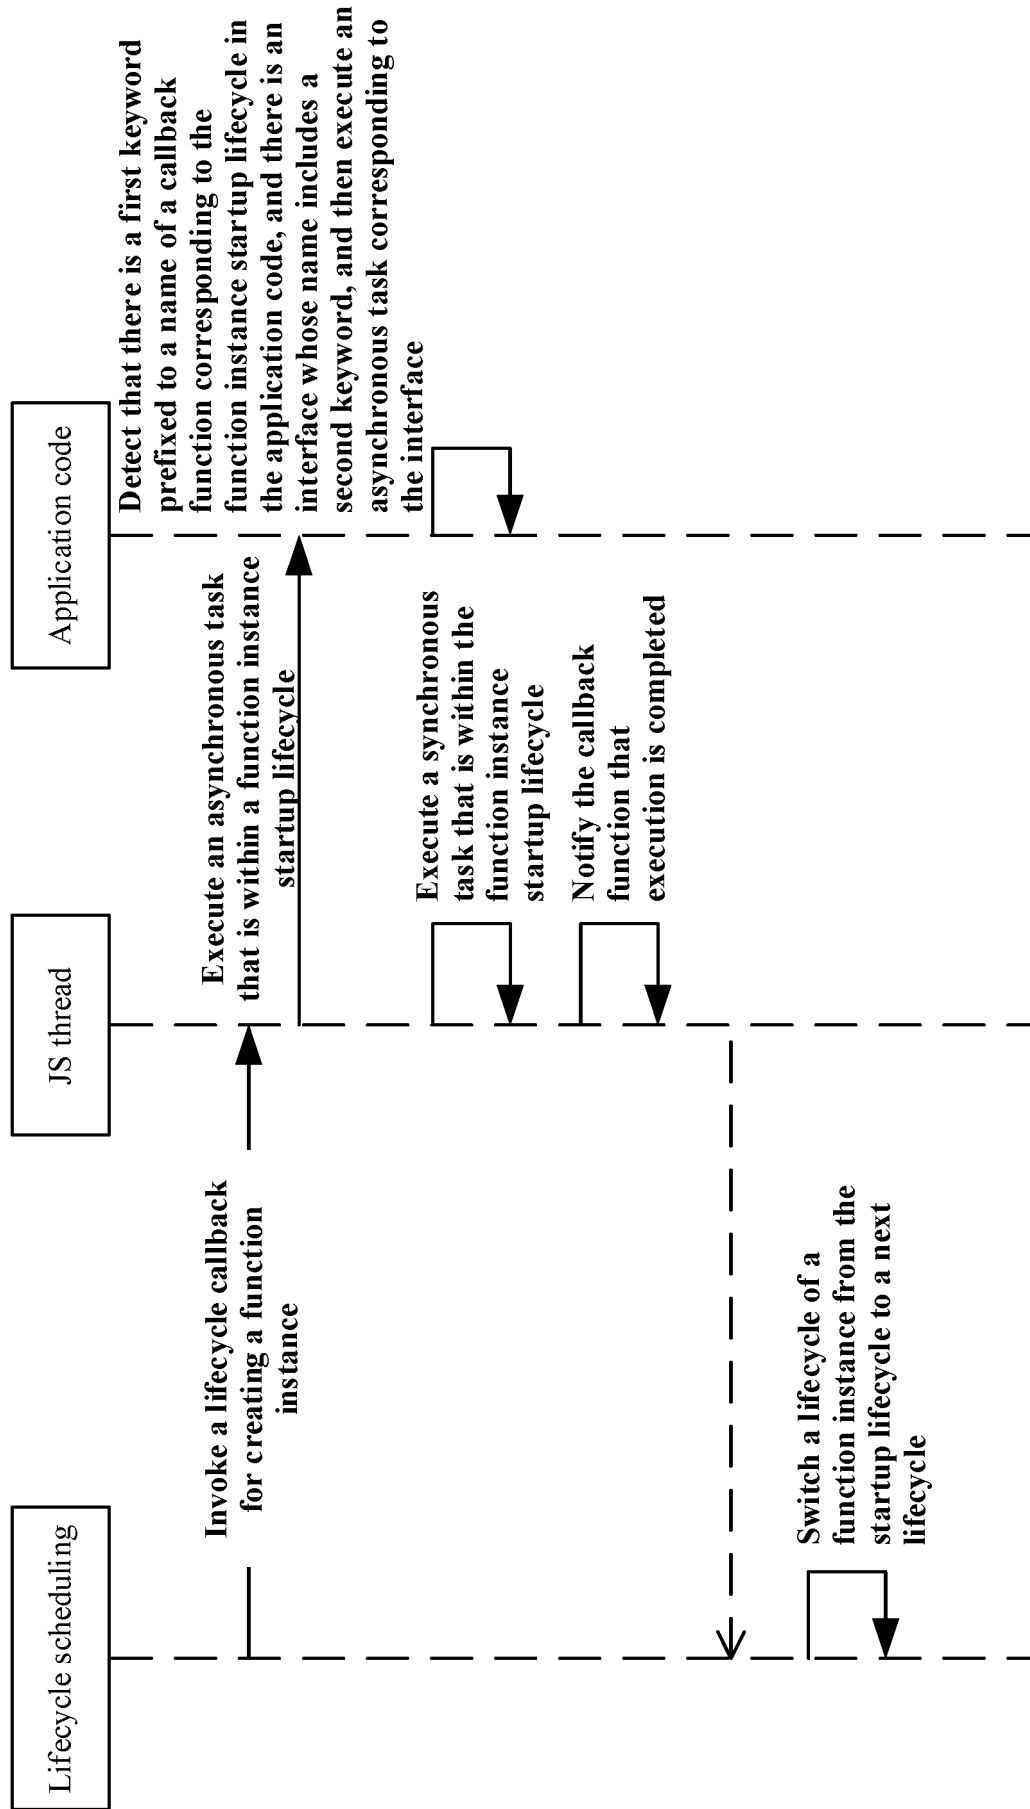 Lifecycle scheduling
JS thread
Application code
Invoke a lifecycle callback
for creating a function
instance
Execute an asynchronous task
that is within a function instance
startup lifecycle
Detect that there is a first keyword
prefixed to a name of a callback
function corresponding to the
function instance startup lifecycle in
the application code, and there is an
interface whose name includes a
second keyword, and then execute an
asynchronous task corresponding to
the interface
Execute a synchronous
task that is within the
function instance
startup lifecycle
Notify the callback
function that
execution is completed
Switch a lifecycle of a
function instance from the
startup lifecycle to a next
lifecycle